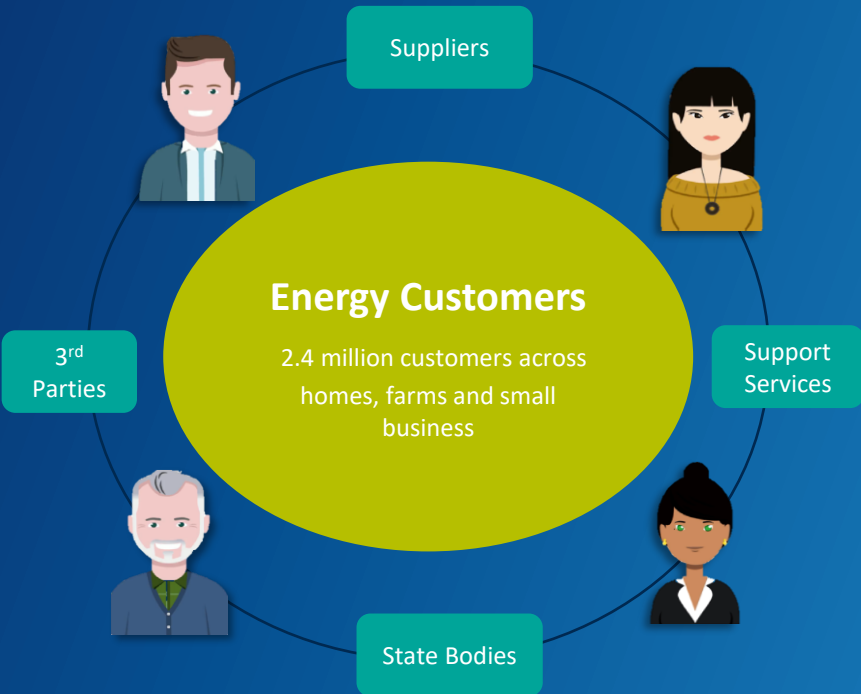 Suppliers
Energy Customers
2.4 million customers across
homes, farms and small
business
3rd
Parties
Support
Services
State Bodies